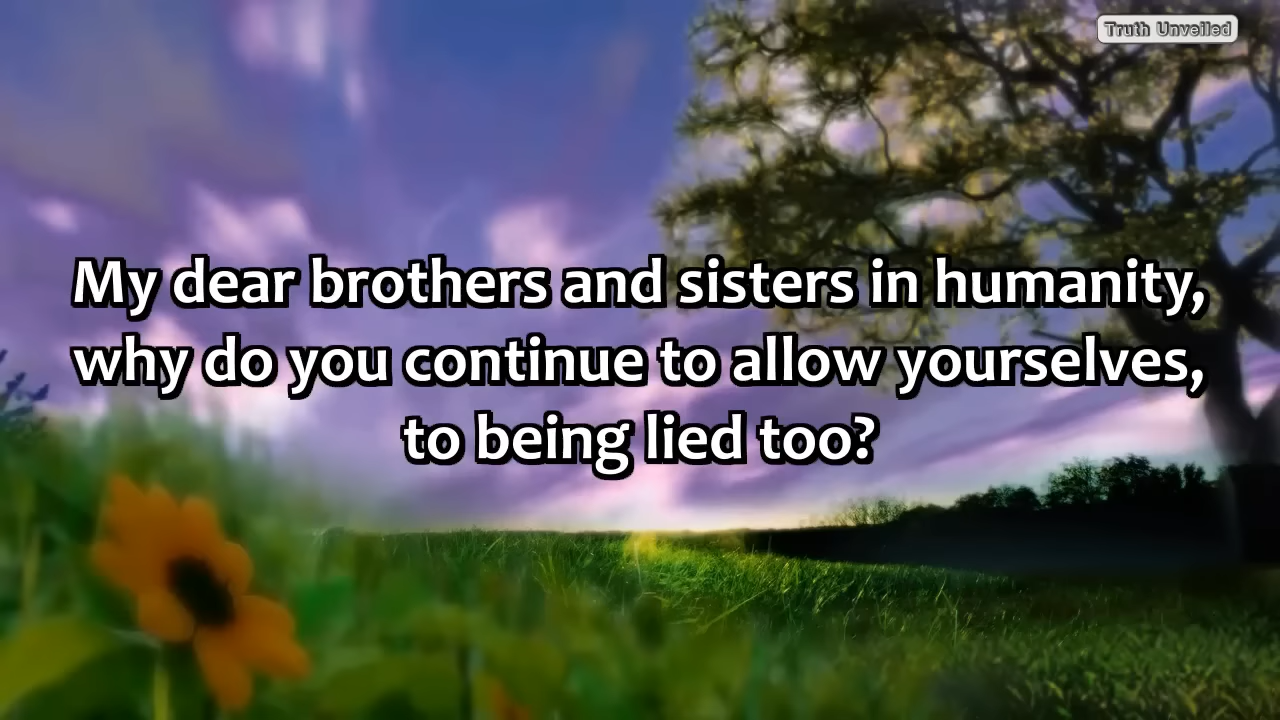 Truth Unveiled
My dear brothers and sisters in humanity,
why do you continue to allow yourselves,
to being lied too?